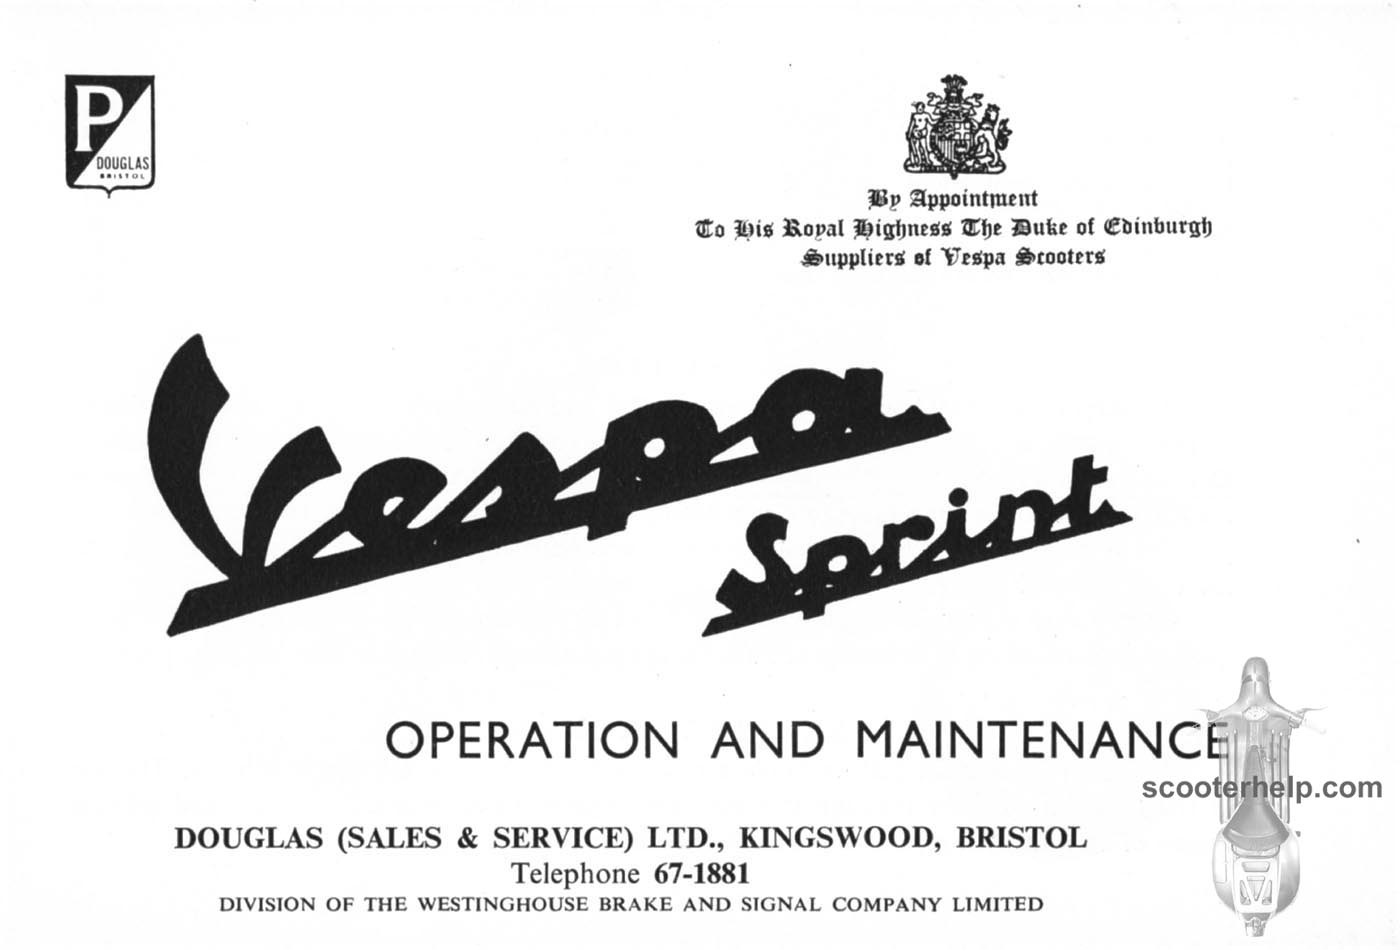 P
DOUGLAS
BRISTOL
By Appointment
To His Royal Highness The Duke of Edinburgh
Suppliers of Vespa Scooters
Vespa
Sprint
OPERATION AND MAINTENANCE
scooterhelp.com
DOUGLAS (SALES & SERVICE) LTD., KINGSWOOD, BRISTOL
Telephone 67-1881
DIVISION OF THE WESTINGHOUSE BRAKE AND SIGNAL COMPANY LIMITED